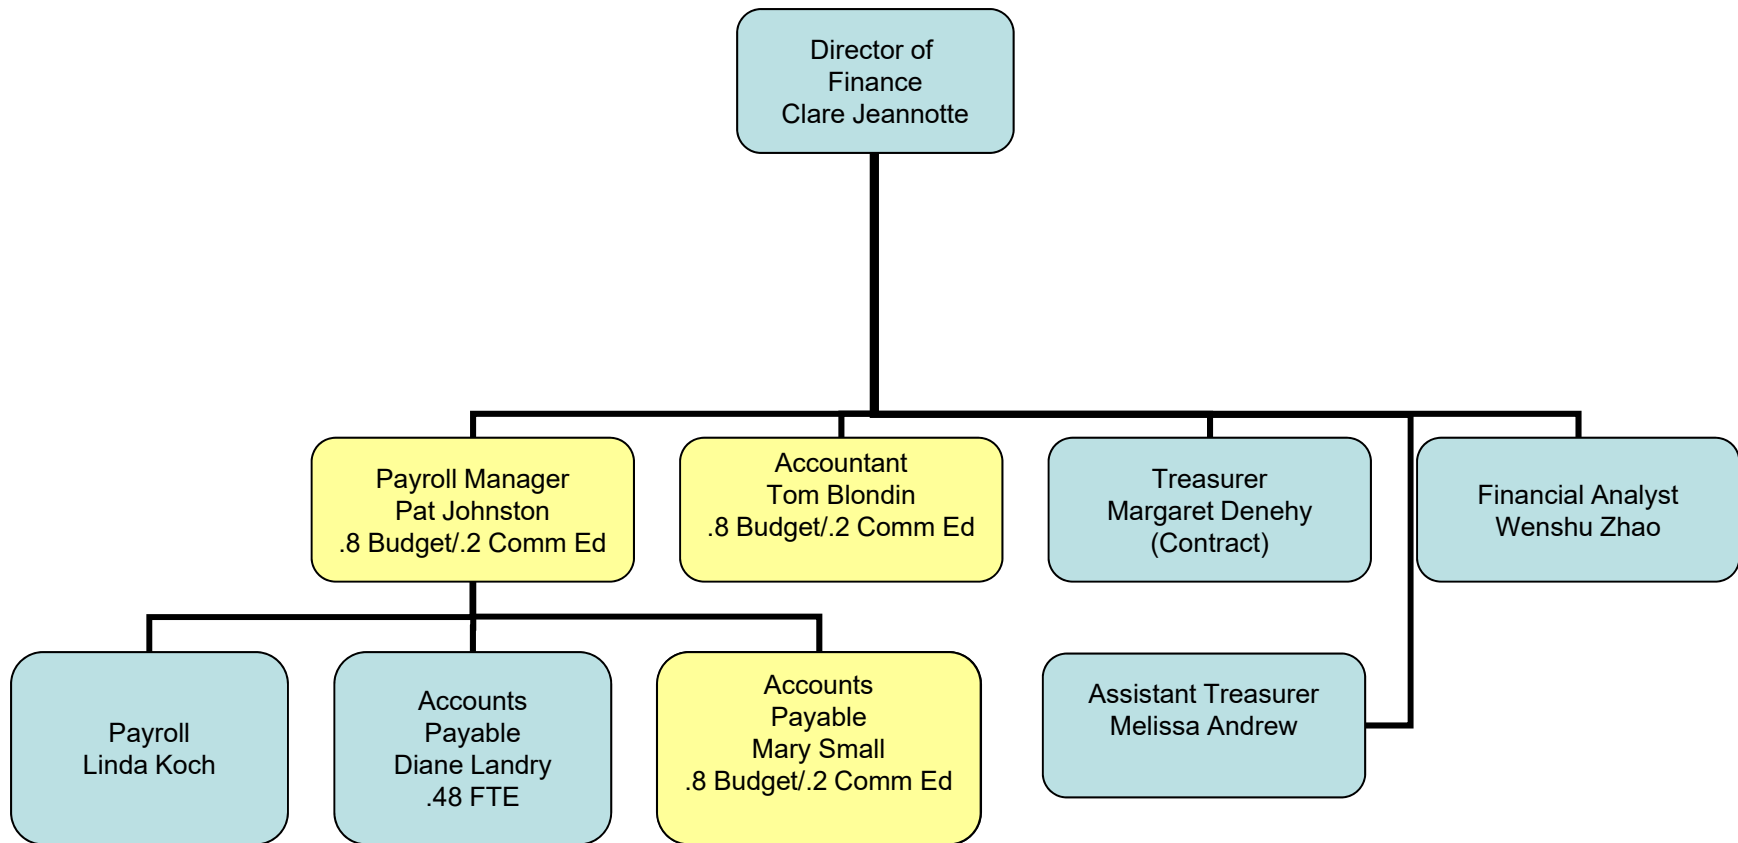 Director of
Finance
Clare Jeannotte
Payroll Manager
Pat Johnston
.8 Budget/.2 Comm Ed
Accountant
Tom Blondin
.8 Budget/.2 Comm Ed
Treasurer
Margaret Denehy
(Contract)
Financial Analyst
Wenshu Zhao
Payroll
Linda Koch
Accounts
Payable
Diane Landry
.48 FTE
Accounts
Payable
Mary Small
.8 Budget/.2 Comm Ed
Assistant Treasurer
Melissa Andrew